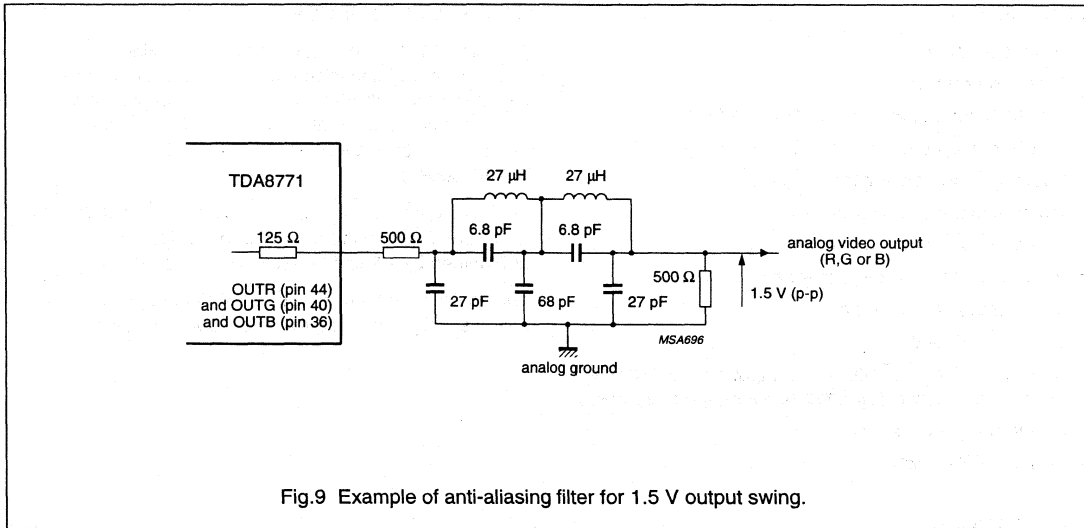 TDA8771
125 Ω
OUTR (pin 44)
and OUTG (pin 40)
and OUTB (pin 36)
500 Ω
27 μH
27 μH
6.8 pF
6.8 pF
27 pF
68 pF
27 pF
500 Ω
analog video output
(R,G or B)
1.5 V (p-p)
MSA696
analog ground
Fig.9 Example of anti-aliasing filter for 1.5 V output swing.